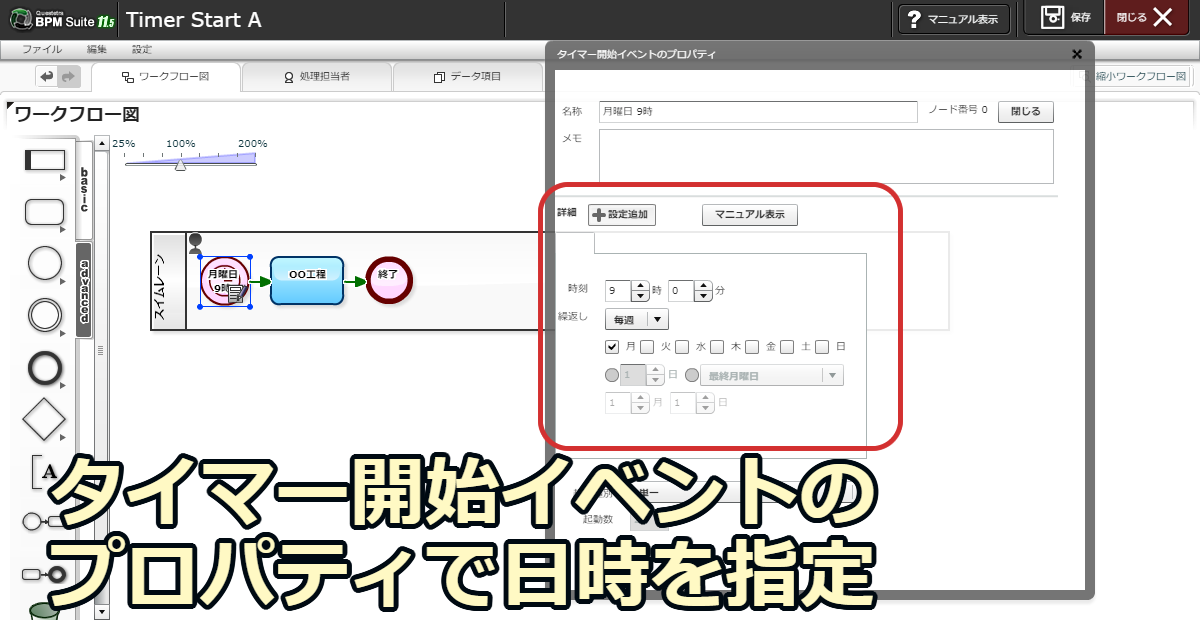 Questetra
BPM Suite 11.5
Timer Start A
? マニュアル表示
保存
閉じる
ファイル 編集 設定
ワークフロー図
処理担当者
データ項目
縮小ワークフロー図
ワークフロー図
25% 100% 200%
basic
advanced
A
スイムレーン
月曜日
9時
〇〇工程
終了
タイマー開始イベントのプロパティ
名称 月曜日 9時 ノード番号 0 閉じる
メモ
詳細 設定追加 マニュアル表示
時刻 9 時 0 分
繰返し 毎週
月 火 水 木 金 土 日
1 日 最終月曜日
1 月 1 日
単一
起動数
タイマー開始イベントの
プロパティで日時を指定